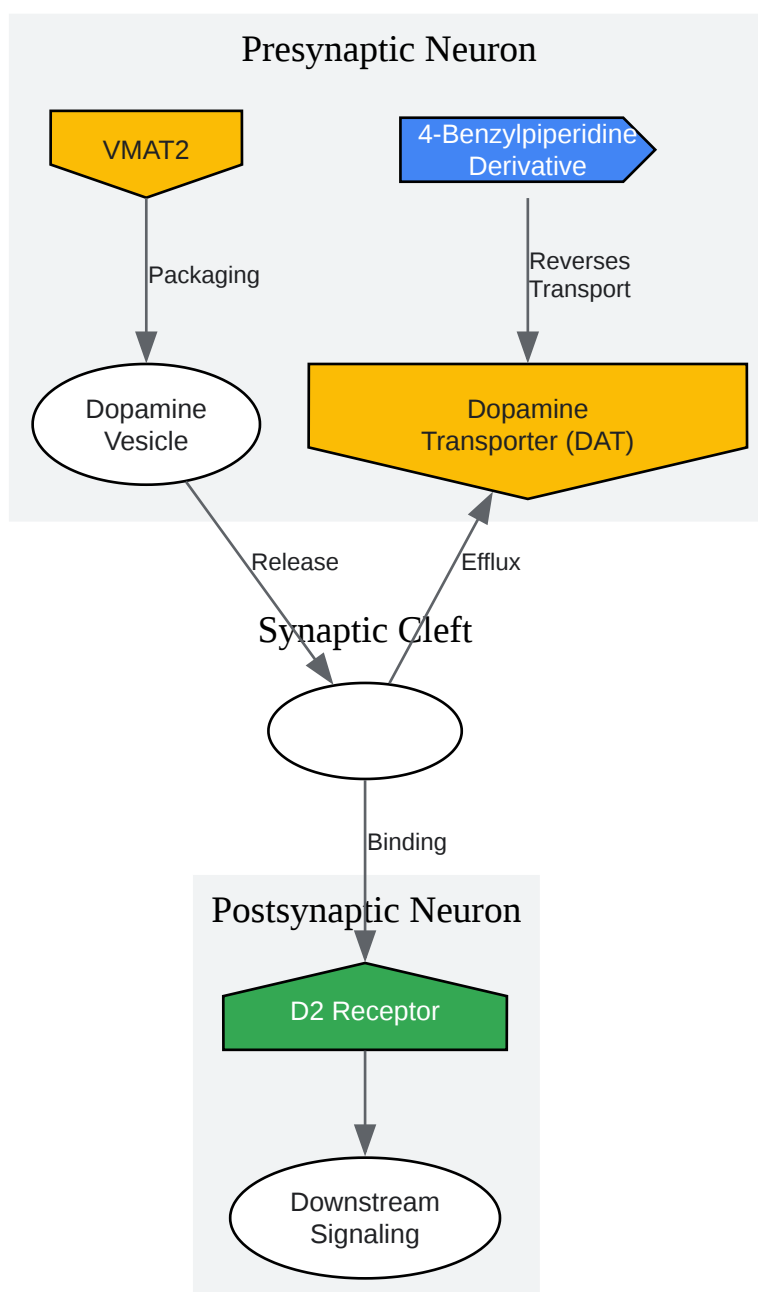 Presynaptic Neuron
VMAT2
4-Benzylpiperidine
Derivative
Packaging
Reverses
Transport
Dopamine
Vesicle
Dopamine
Transporter (DAT)
Release
Efflux
Synaptic Cleft
Binding
Postsynaptic Neuron
D2 Receptor
Downstream
Signaling